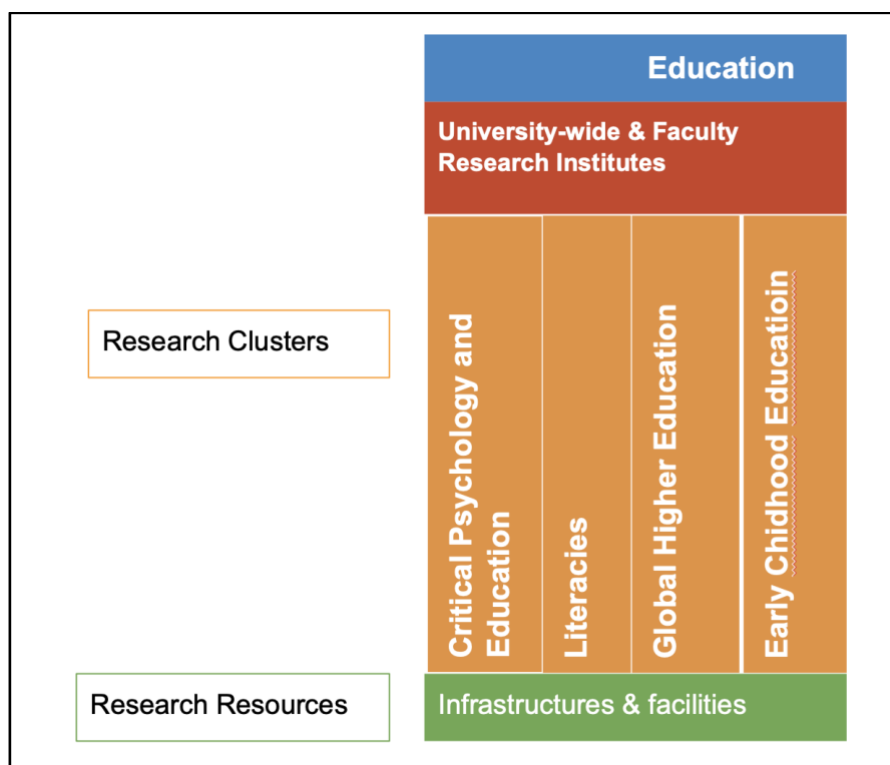 Education
University-wide & Faculty
Research Institutes
Research Clusters
Critical Psychology and
Education
Literacies
Global Higher Education
Early Chidhood Educatioin
Research Resources
Infrastructures & facilities